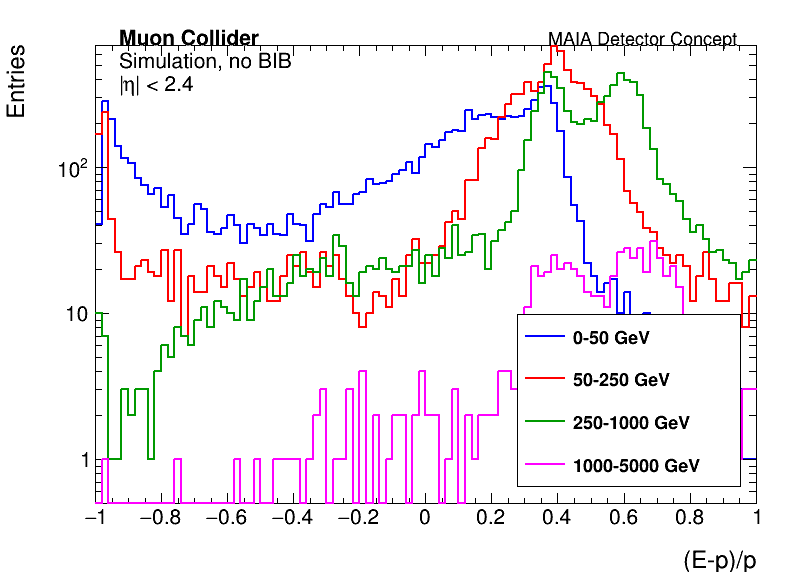 Muon Collider
MAIA Detector Concept
Simulation, no BIB
|η| < 2.4
Entries
10²
10
1
0-50 GeV
50-250 GeV
250-1000 GeV
1000-5000 GeV
−1 −0.8 −0.6 −0.4 −0.2 0 0.2 0.4 0.6 0.8 1
(E-p)/p